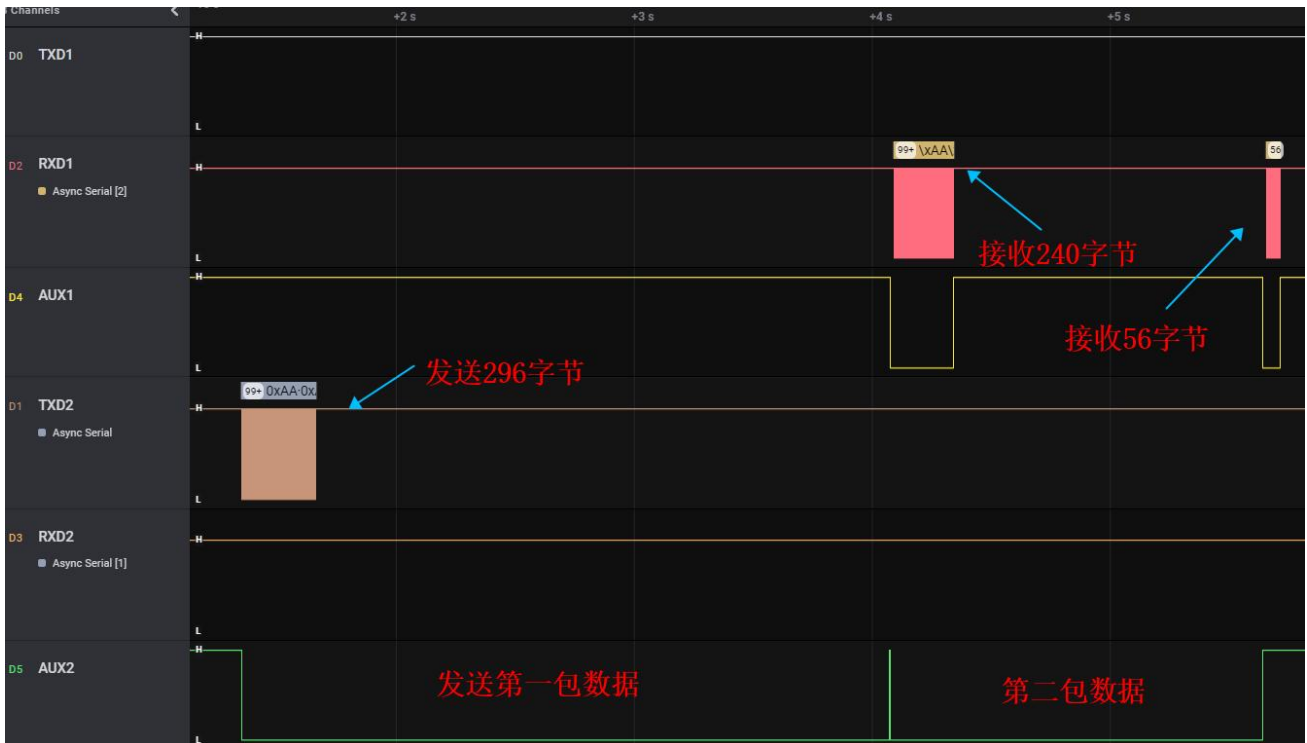 Channels
+2 s
+3 s
+4 s
+5 s
D0 TXD1
H
L
D2 RXD1
Async Serial [2]
H
L
99+ \xAA\
56
接收240字节
接收56字节
D4 AUX1
H
L
发送296字节
D1 TXD2
Async Serial
H
L
99+ 0xAA·0x
D3 RXD2
Async Serial [1]
H
L
D5 AUX2
H
L
发送第一包数据
第二包数据